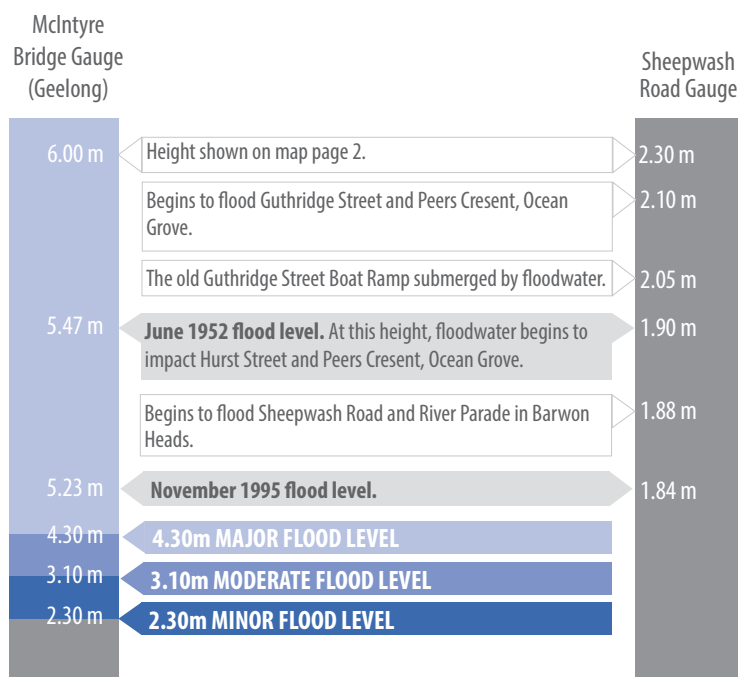 McIntyre
Bridge Gauge
(Geelong)
Sheepwash
Road Gauge
6.00 m
Height shown on map page 2.
2.30 m
Begins to flood Guthridge Street and Peers Cresent, Ocean
Grove.
2.10 m
The old Guthridge Street Boat Ramp submerged by floodwater.
2.05 m
5.47 m
June 1952 flood level. At this height, floodwater begins to
impact Hurst Street and Peers Cresent, Ocean Grove.
1.90 m
Begins to flood Sheepwash Road and River Parade in Barwon
Heads.
1.88 m
5.23 m
November 1995 flood level.
1.84 m
4.30 m
4.30m MAJOR FLOOD LEVEL
3.10 m
3.10m MODERATE FLOOD LEVEL
2.30 m
2.30m MINOR FLOOD LEVEL